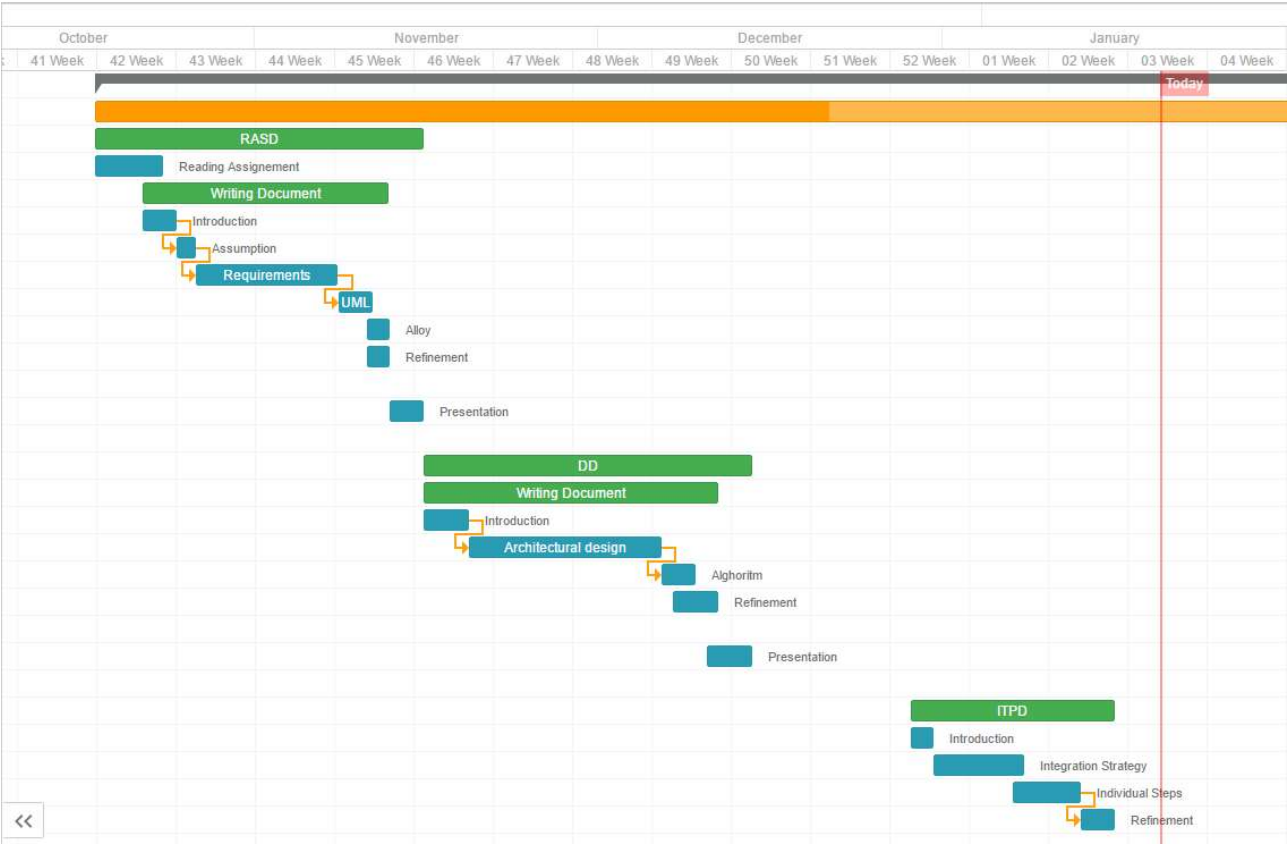 October November December January
41 Week 42 Week 43 Week 44 Week 45 Week 46 Week 47 Week 48 Week 49 Week 50 Week 51 Week 52 Week 01 Week 02 Week 03 Week 04 Week
Today
RASD
Reading Assignement
Writing Document
Introduction
Assumption
Requirements
UML
Alloy
Refinement
Presentation
DD
Writing Document
Introduction
Architectural design
Alghoritm
Refinement
Presentation
ITPD
Introduction
Integration Strategy
Individual Steps
Refinement